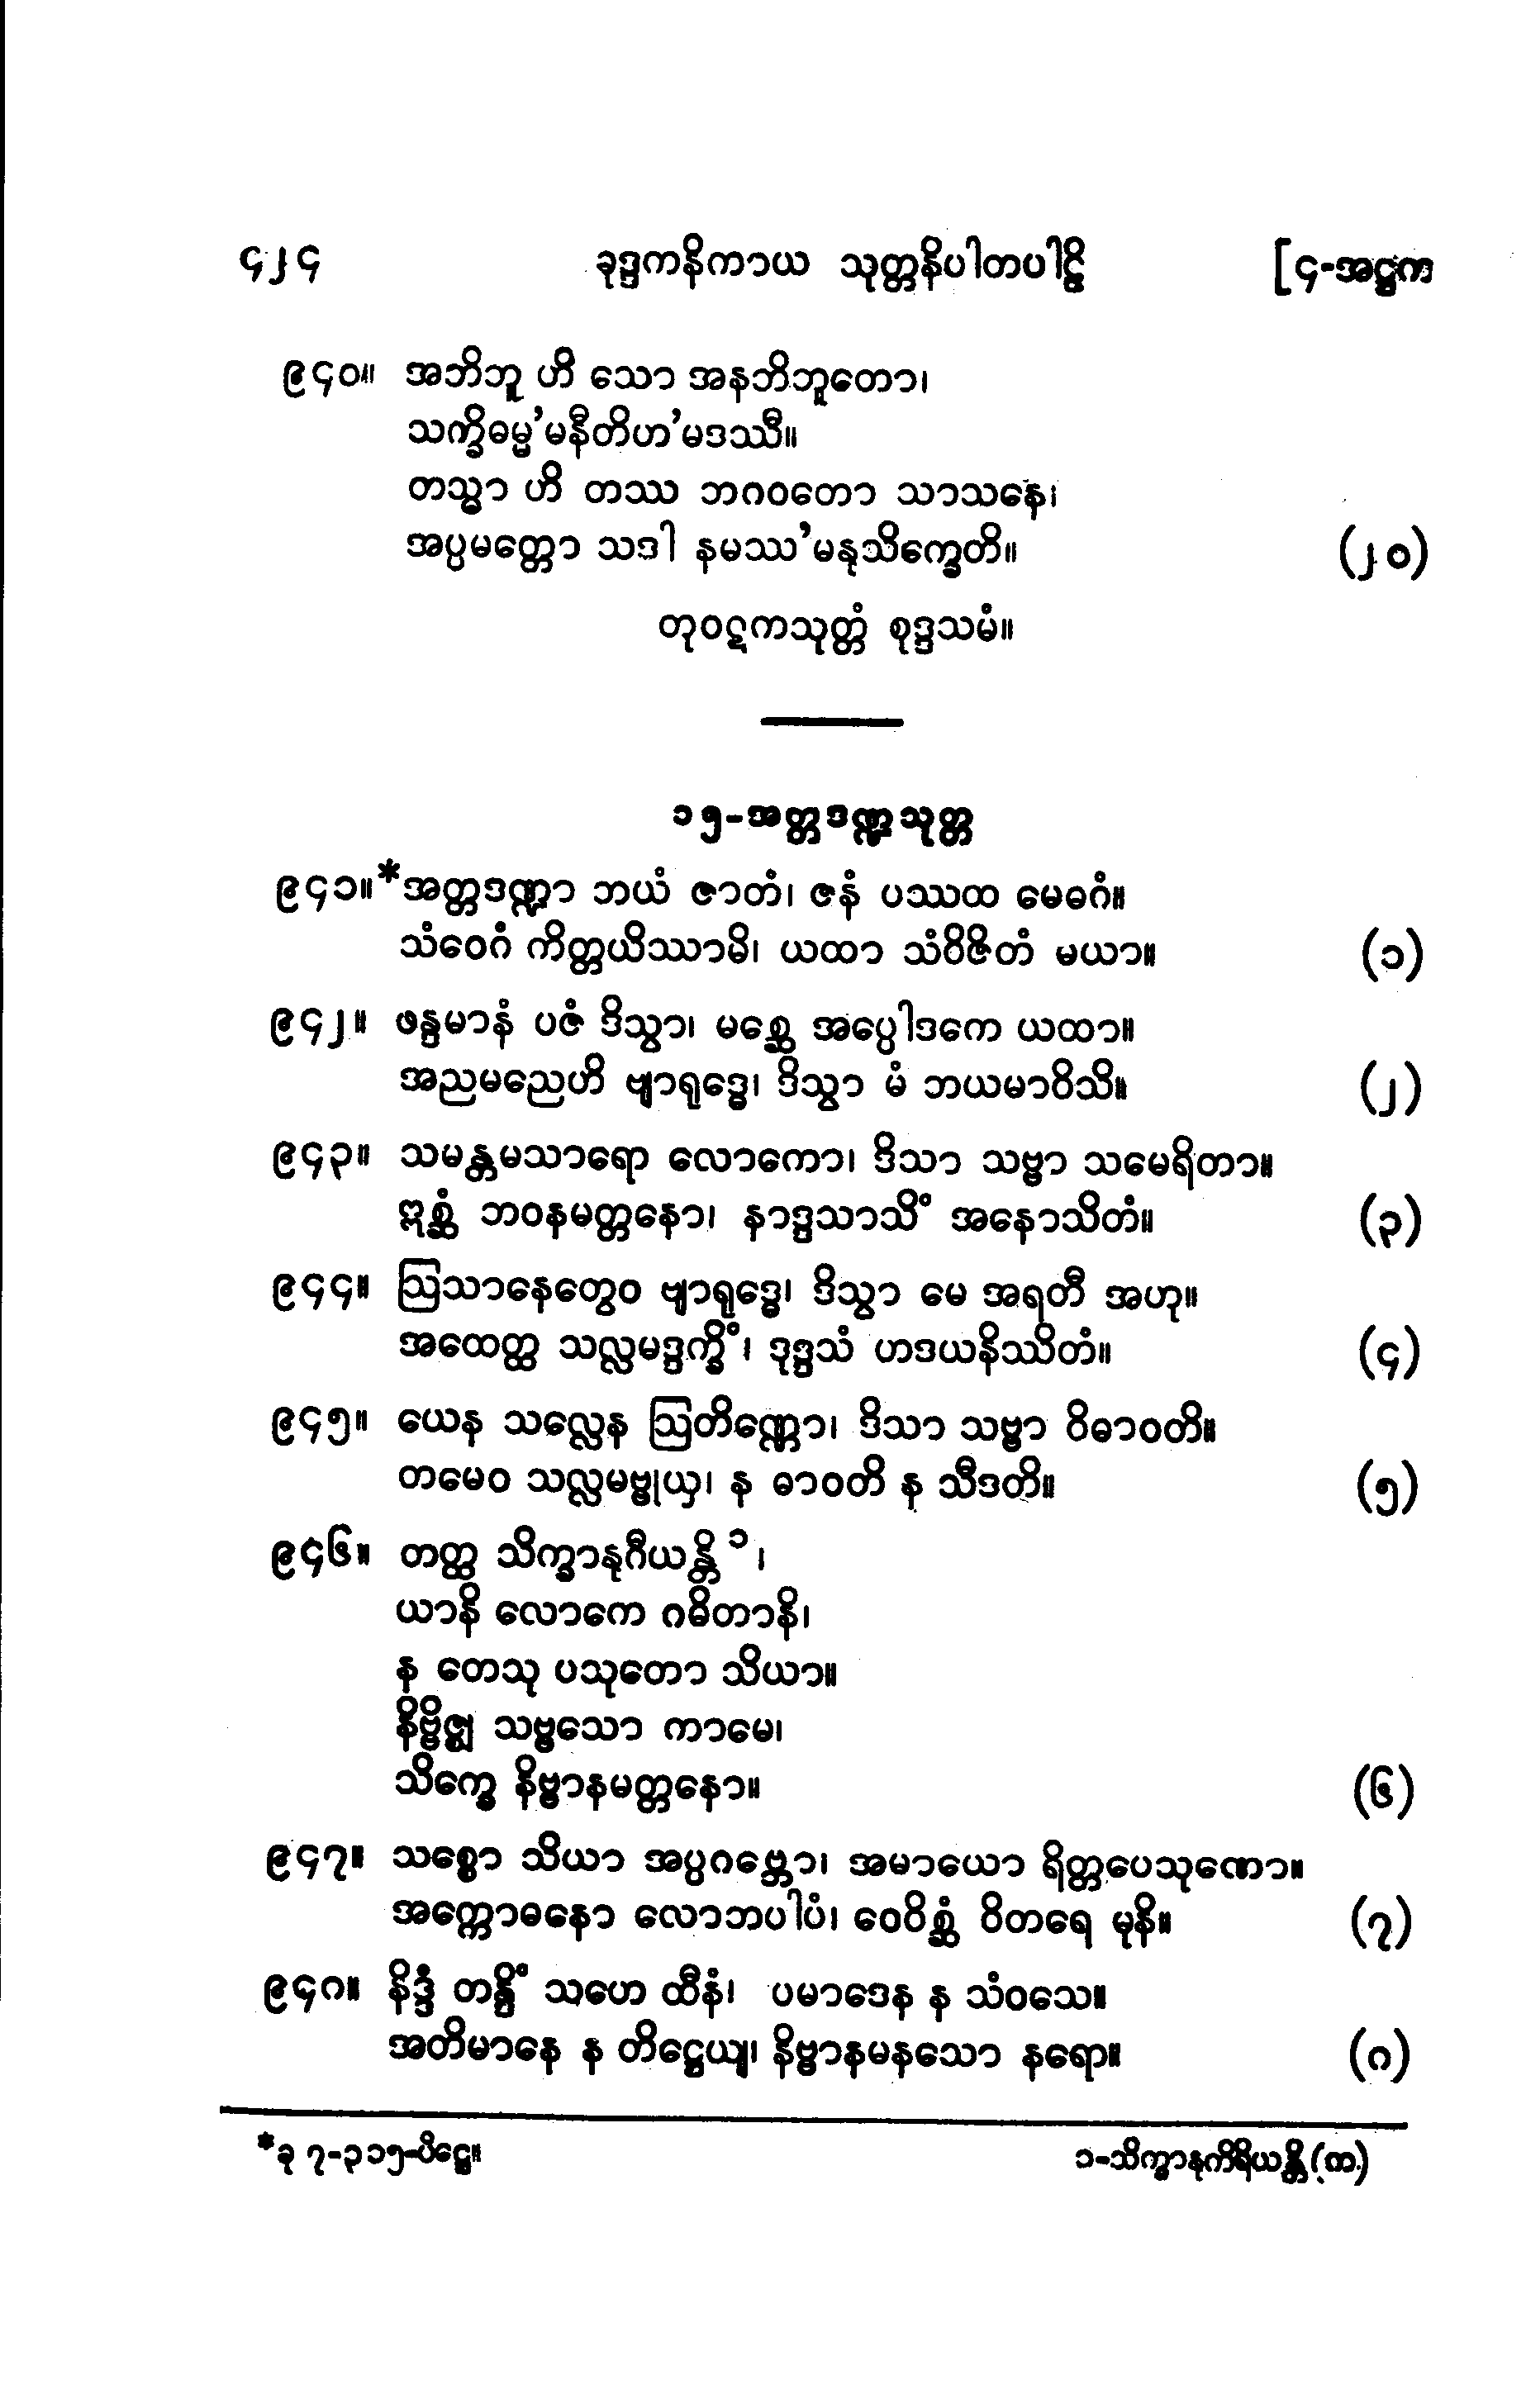 ၄၂၄ ခုဒ္ဒကနိကာယ သုတ္တနိပါတပါဠိ [၄-အဋ္ဌက
၉၄၀။ အဘိဘူ ဟိ သော အနဘိဘူတော၊
သက္ခိဓမ္မ’မနီတိဟ’မဒဿီ။
တသ္မာ ဟိ တဿ ဘဂဝတော သာသနေ၊
အပ္ပမတ္တော သဒါ နမဿ’မနုသိက္ခေတိ။ (၂၀)
တုဝဋကသုတ္တံ စုဒ္ဒသမံ။
၁၅-အတ္တဒဏ္ဍသုတ္တ
၉၄၁။ *အတ္တဒဏ္ဍာ ဘယံ ဇာတံ၊ ဇနံ ပဿထ မေဓဂံ။
သံဝေဂံ ကိတ္တယိဿာမိ၊ ယထာ သံဝိဇိတံ မယာ။ (၁)
၉၄၂။ ဖန္ဒမာနံ ပဇံ ဒိသွာ၊ မစ္ဆေ အပ္ပေါဒကေ ယထာ။
အညမညေဟိ ဗျာရုဒ္ဓေ၊ ဒိသွာ မံ ဘယမာဝိသိ။ (၂)
၉၄၃။ သမန္တမသာရော လောကော၊ ဒိသာ သဗ္ဗာ သမေရိတာ။
ဣစ္ဆံ ဘဝနမတ္တနော၊ နာဒ္ဒသာသိံ အနောသိတံ။ (၃)
၉၄၄။ ဩသာနေတွေဝ ဗျာရုဒ္ဓေ၊ ဒိသွာ မေ အရတီ အဟု။
အထေတ္ထ သလ္လမဒ္ဒက္ခိံ၊ ဒုဒ္ဒသံ ဟဒယနိဿိတံ။ (၄)
၉၄၅။ ယေန သလ္လေန ဩတိဏ္ဏော၊ ဒိသာ သဗ္ဗာ ဝိဓာဝတိ။
တမေဝ သလ္လမဗ္ဗုယှ၊ န ဓာဝတိ န သီဒတိ။ (၅)
၉၄၆။ တတ္ထ သိက္ခာနုဂီယန္တိ ၁၊
ယာနိ လောကေ ဂဓိတာနိ၊
န တေသု ပသုတော သိယာ။
နိဗ္ဗိဇ္ဈ သဗ္ဗသော ကာမေ၊
သိက္ခေ နိဗ္ဗာနမတ္တနော။ (၆)
၉၄၇။ သစ္စော သိယာ အပ္ပဂဗ္ဘော၊ အမာယော ရိတ္တပေသုဏော။
အက္ကောဓနော လောဘပါပံ၊ ဝေဝိစ္ဆံ ဝိတရေ မုနိ။ (၇)
၉၄၈။ နိဒ္ဒံ တန္ဒိံ သဟေ ထီနံ၊ ပမာဒေန န သံဝသေ။
အတိမာနေ န တိဋ္ဌေယျ၊ နိဗ္ဗာနမနသော နရော။ (၈)
*ခု ၇-၃၁၅-ပိဋ္ဌေ။ ၁-သိက္ခာနုကိရိယန္တိ (က)